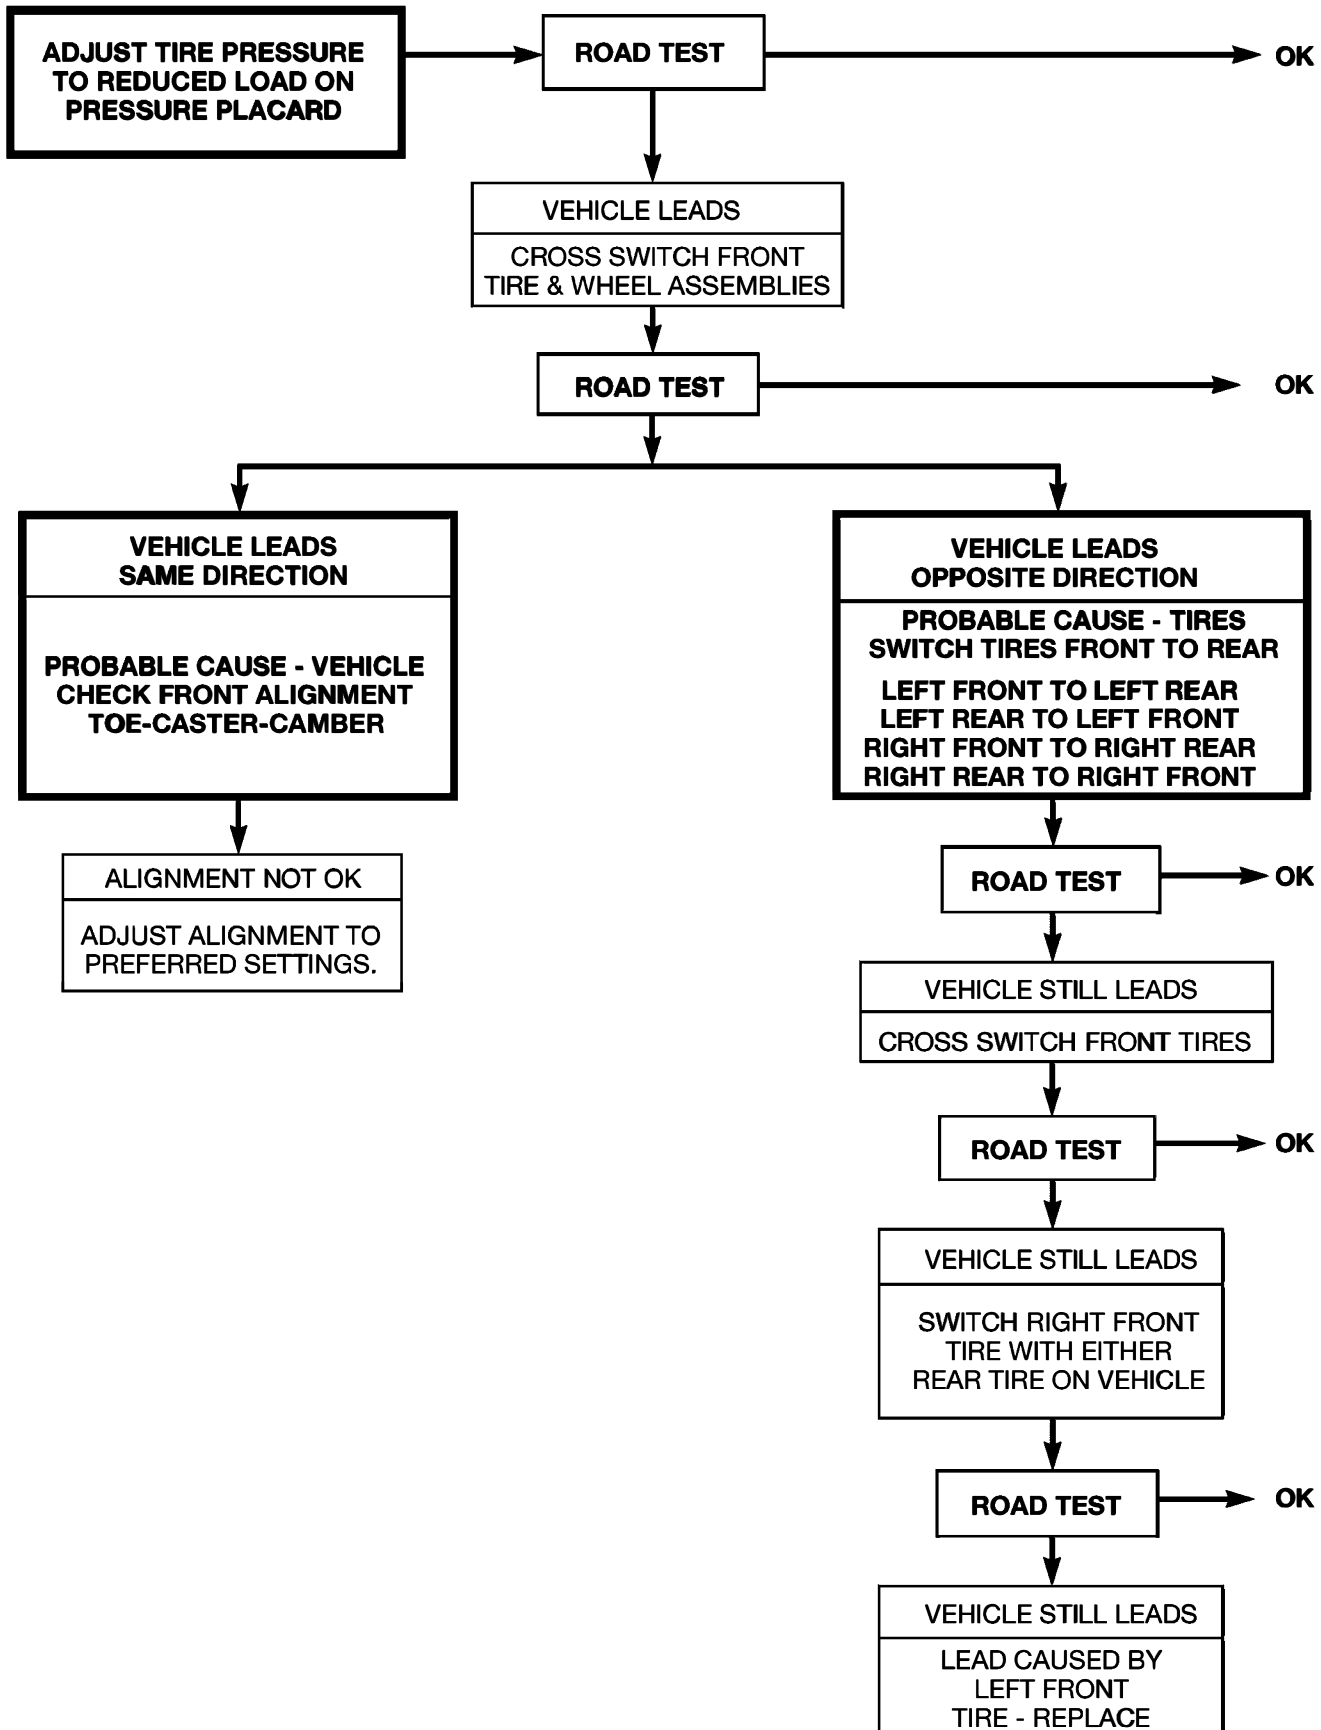 ADJUST TIRE PRESSURE
TO REDUCED LOAD ON
PRESSURE PLACARD
ROAD TEST
OK
VEHICLE LEADS
CROSS SWITCH FRONT
TIRE & WHEEL ASSEMBLIES
ROAD TEST
OK
VEHICLE LEADS
SAME DIRECTION
PROBABLE CAUSE - VEHICLE
CHECK FRONT ALIGNMENT
TOE-CASTER-CAMBER
ALIGNMENT NOT OK
ADJUST ALIGNMENT TO
PREFERRED SETTINGS.
VEHICLE LEADS
OPPOSITE DIRECTION
PROBABLE CAUSE - TIRES
SWITCH TIRES FRONT TO REAR
LEFT FRONT TO LEFT REAR
LEFT REAR TO LEFT FRONT
RIGHT FRONT TO RIGHT REAR
RIGHT REAR TO RIGHT FRONT
ROAD TEST
OK
VEHICLE STILL LEADS
CROSS SWITCH FRONT TIRES
ROAD TEST
OK
VEHICLE STILL LEADS
SWITCH RIGHT FRONT
TIRE WITH EITHER
REAR TIRE ON VEHICLE
ROAD TEST
OK
VEHICLE STILL LEADS
LEAD CAUSED BY
LEFT FRONT
TIRE - REPLACE